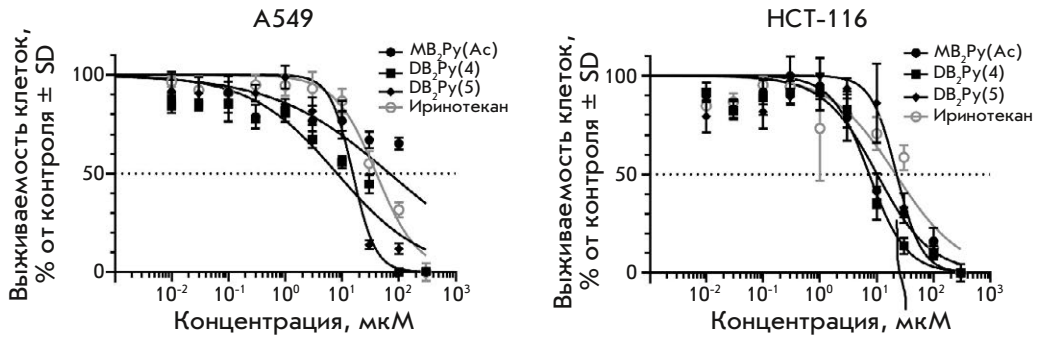 A549
Выживаемость клеток,
% от контроля ± SD
100
50
0
10⁻²
10⁻¹
10⁰
10¹
10²
10³
Концентрация, мкМ
MB₂Py(Ac)
DB₂Py(4)
DB₂Py(5)
Иринотекан
HCT-116
Выживаемость клеток,
% от контроля ± SD
100
50
0
10⁻²
10⁻¹
10⁰
10¹
10²
10³
Концентрация, мкМ
MB₂Py(Ac)
DB₂Py(4)
DB₂Py(5)
Иринотекан